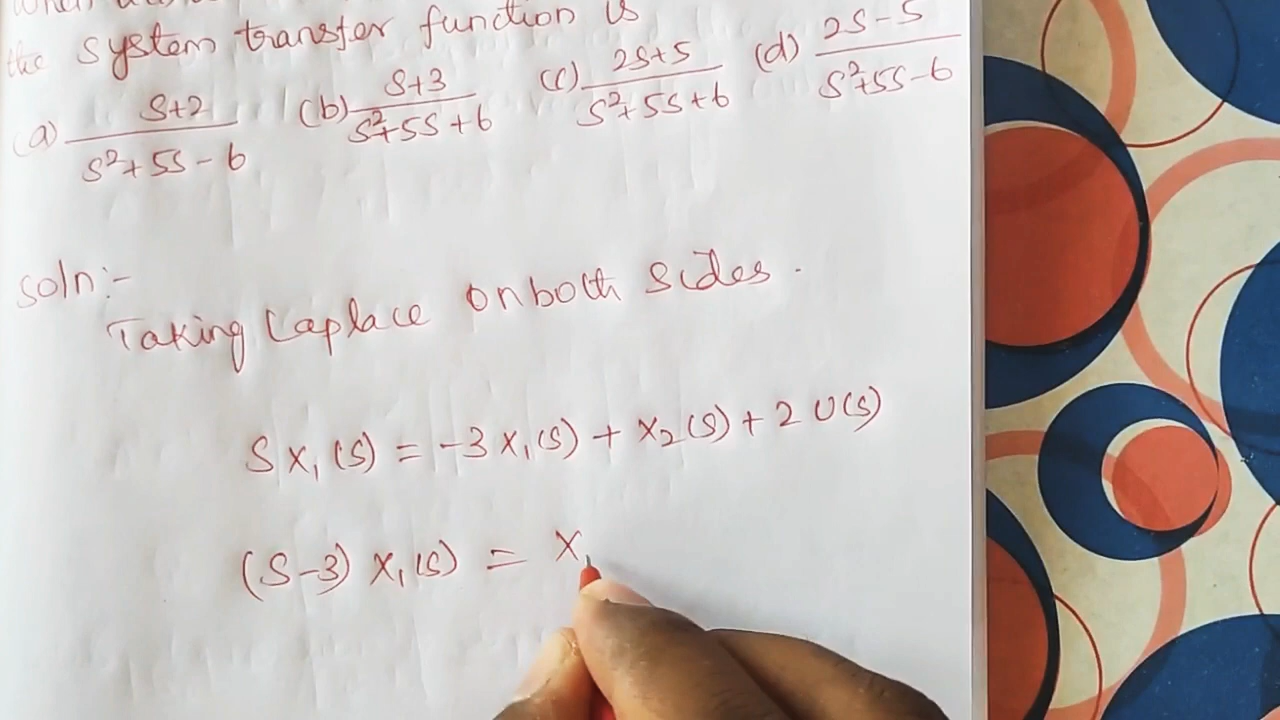 the system transfer function is
(a) S+2 / S²+5S-6 (b) S+3 / S²+5S+6 (c) 2S+5 / S²+5S+6 (d) 2S-5 / S²+5S-6
Soln:-
Taking Laplace on both sides.
S X₁(S) = -3 X₁(S) + X₂(S) + 2 U(S)
(S-3) X₁(S) = X